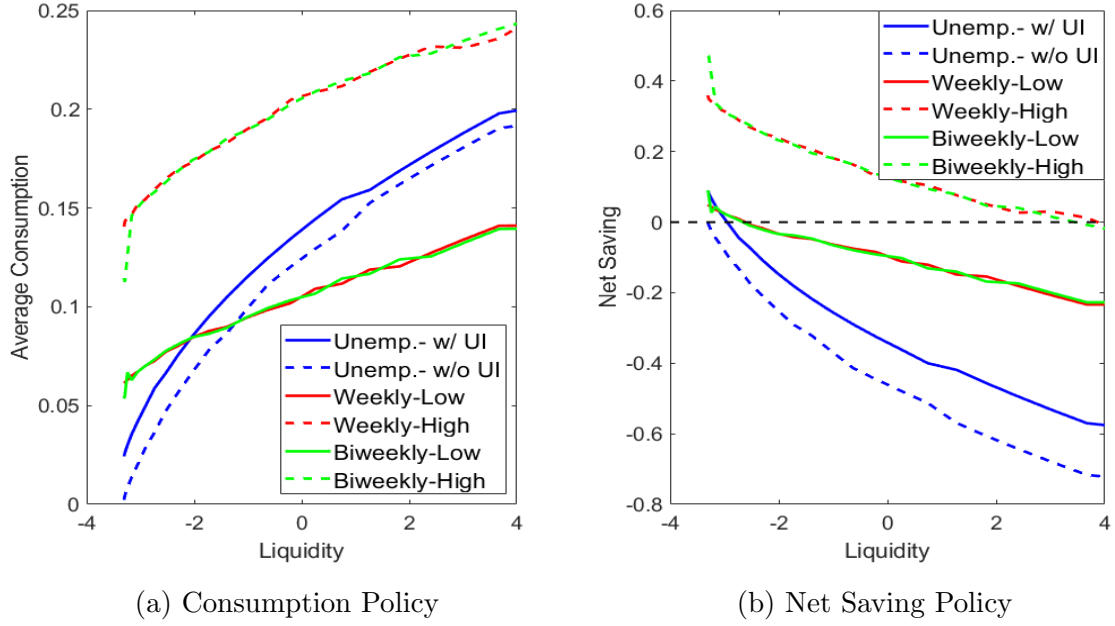 0.25
0.2
0.15
0.1
0.05
0
Average Consumption
-4
-2
0
2
4
Liquidity
Unemp.- w/ UI
Unemp.- w/o UI
Weekly-Low
Weekly-High
Biweekly-Low
Biweekly-High
(a) Consumption Policy
0.6
0.4
0.2
0
-0.2
-0.4
-0.6
-0.8
Net Saving
-4
-2
0
2
4
Liquidity
Unemp.- w/ UI
Unemp.- w/o UI
Weekly-Low
Weekly-High
Biweekly-Low
Biweekly-High
(b) Net Saving Policy